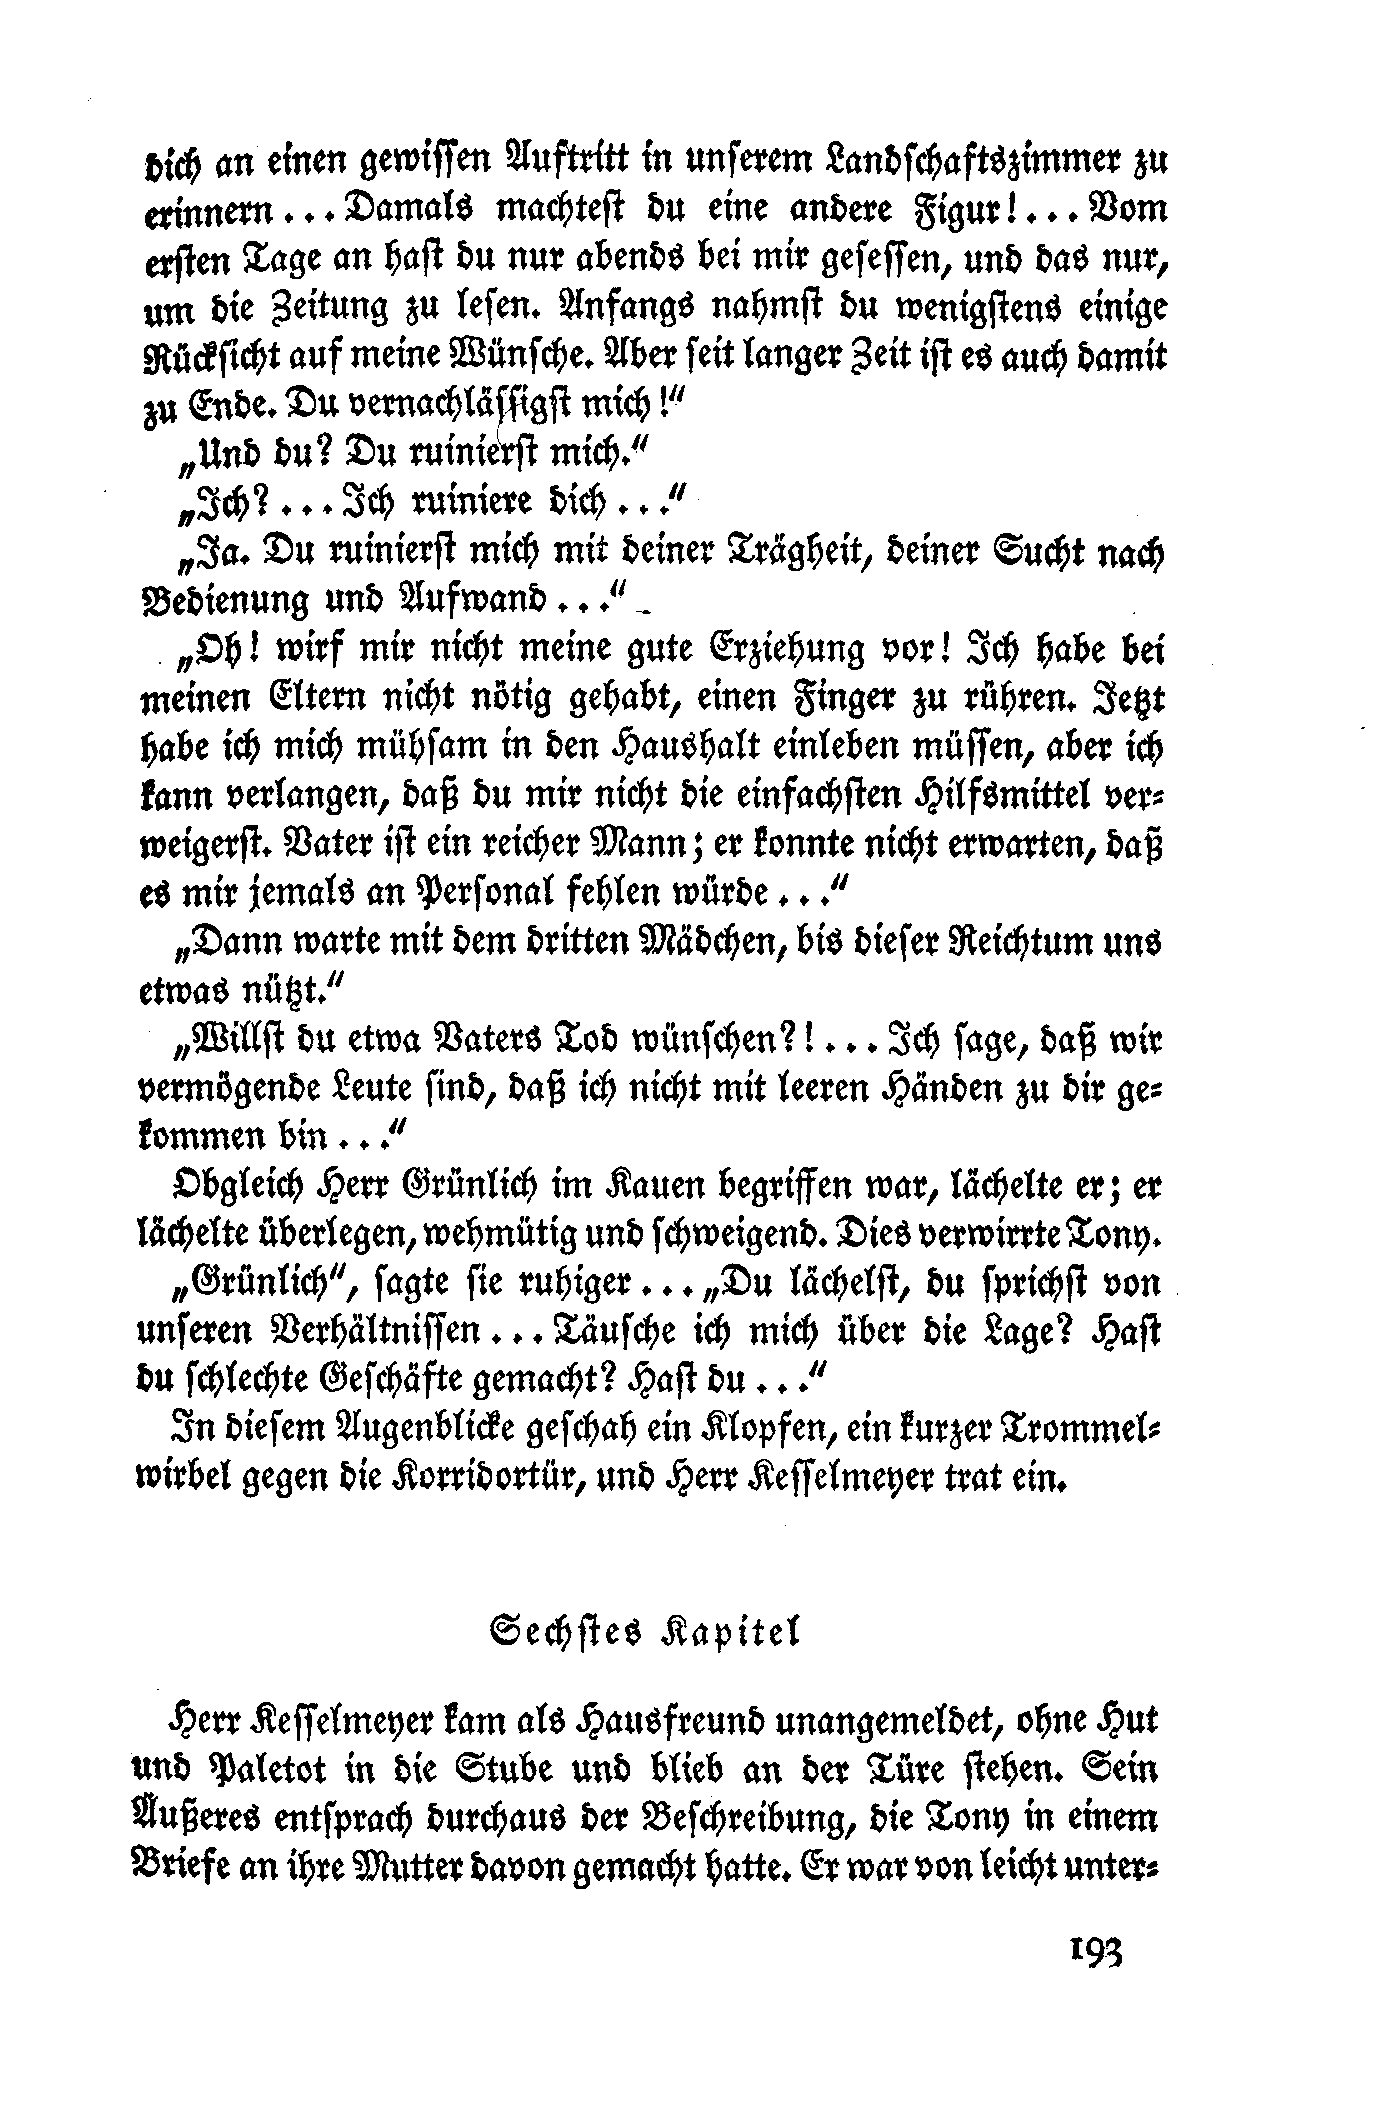 dich an einen gewissen Auftritt in unserem Landschaftszimmer zu
erinnern... Damals machtest du eine andere Figur!... Vom
ersten Tage an hast du nur abends bei mir gesessen, und das nur,
um die Zeitung zu lesen. Anfangs nahmst du wenigstens einige
Rücksicht auf meine Wünsche. Aber seit langer Zeit ist es auch damit
zu Ende. Du vernachlässigst mich!“
„Und du? Du ruinierst mich.“
„Ich?... Ich ruiniere dich...“
„Ja. Du ruinierst mich mit deiner Trägheit, deiner Sucht nach
Bedienung und Aufwand...“
„Oh! wirf mir nicht meine gute Erziehung vor! Ich habe bei
meinen Eltern nicht nötig gehabt, einen Finger zu rühren. Jetzt
habe ich mich mühsam in den Haushalt einleben müssen, aber ich
kann verlangen, daß du mir nicht die einfachsten Hilfsmittel ver-
weigerst. Vater ist ein reicher Mann; er konnte nicht erwarten, daß
es mir jemals an Personal fehlen würde...“
„Dann warte mit dem dritten Mädchen, bis dieser Reichtum uns
etwas nützt.“
„Willst du etwa Vaters Tod wünschen?!... Ich sage, daß wir
vermögende Leute sind, daß ich nicht mit leeren Händen zu dir ge-
kommen bin...“
Obgleich Herr Grünlich im Kauen begriffen war, lächelte er; er
lächelte überlegen, wehmütig und schweigend. Dies verwirrte Tony.
„Grünlich“, sagte sie ruhiger... „Du lächelst, du sprichst von
unseren Verhältnissen... Täusche ich mich über die Lage? Hast
du schlechte Geschäfte gemacht? Hast du...“
In diesem Augenblicke geschah ein Klopfen, ein kurzer Trommel-
wirbel gegen die Korridortür, und Herr Kesselmeyer trat ein.
Sechstes Kapitel
Herr Kesselmeyer kam als Hausfreund unangemeldet, ohne Hut
und Paletot in die Stube und blieb an der Türe stehen. Sein
Äußeres entsprach durchaus der Beschreibung, die Tony in einem
Briefe an ihre Mutter davon gemacht hatte. Er war von leicht unter-
193